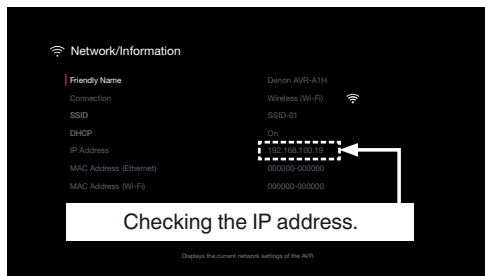 Network/Information
Friendly Name Denon AVR-A1H
Connection Wireless (Wi-Fi)
SSID SSID-01
DHCP On
IP Address 192.168.100.19
MAC Address (Ethernet) 000000-000000
MAC Address (Wi-Fi) 000000-000000
Checking the IP address.
Displays the current network settings of the AVR.